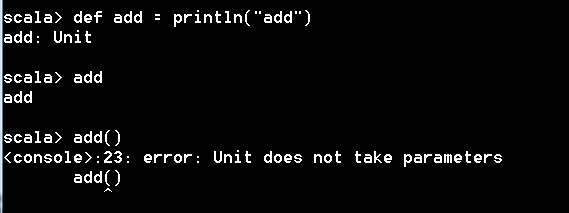 scala> def add = println("add")
add: Unit
scala> add
add
scala> add()
<console>:23: error: Unit does not take parameters
add()
^